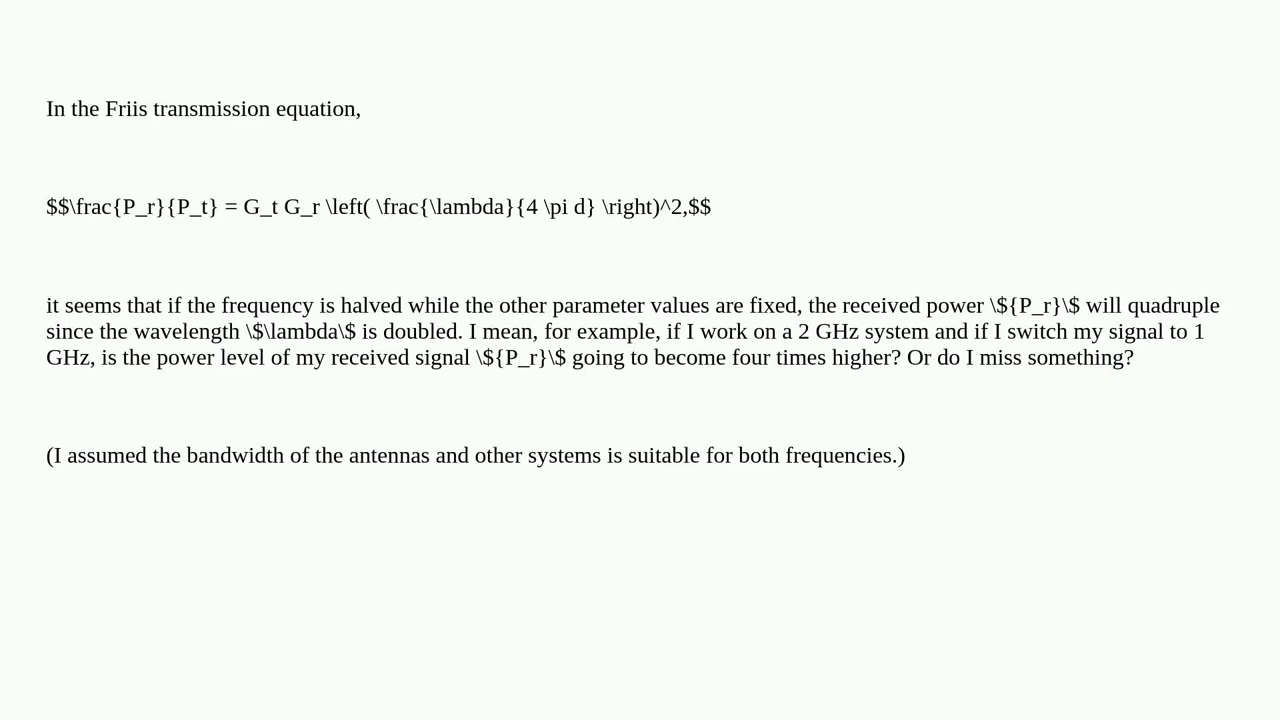 In the Friis transmission equation,
$$\frac{P_r}{P_t} = G_t G_r \left( \frac{\lambda}{4 \pi d} \right)^2,$$
it seems that if the frequency is halved while the other parameter values are fixed, the received power \${P_r}\$ will quadruple
since the wavelength \$\lambda\$ is doubled. I mean, for example, if I work on a 2 GHz system and if I switch my signal to 1
GHz, is the power level of my received signal \${P_r}\$ going to become four times higher? Or do I miss something?
(I assumed the bandwidth of the antennas and other systems is suitable for both frequencies.)